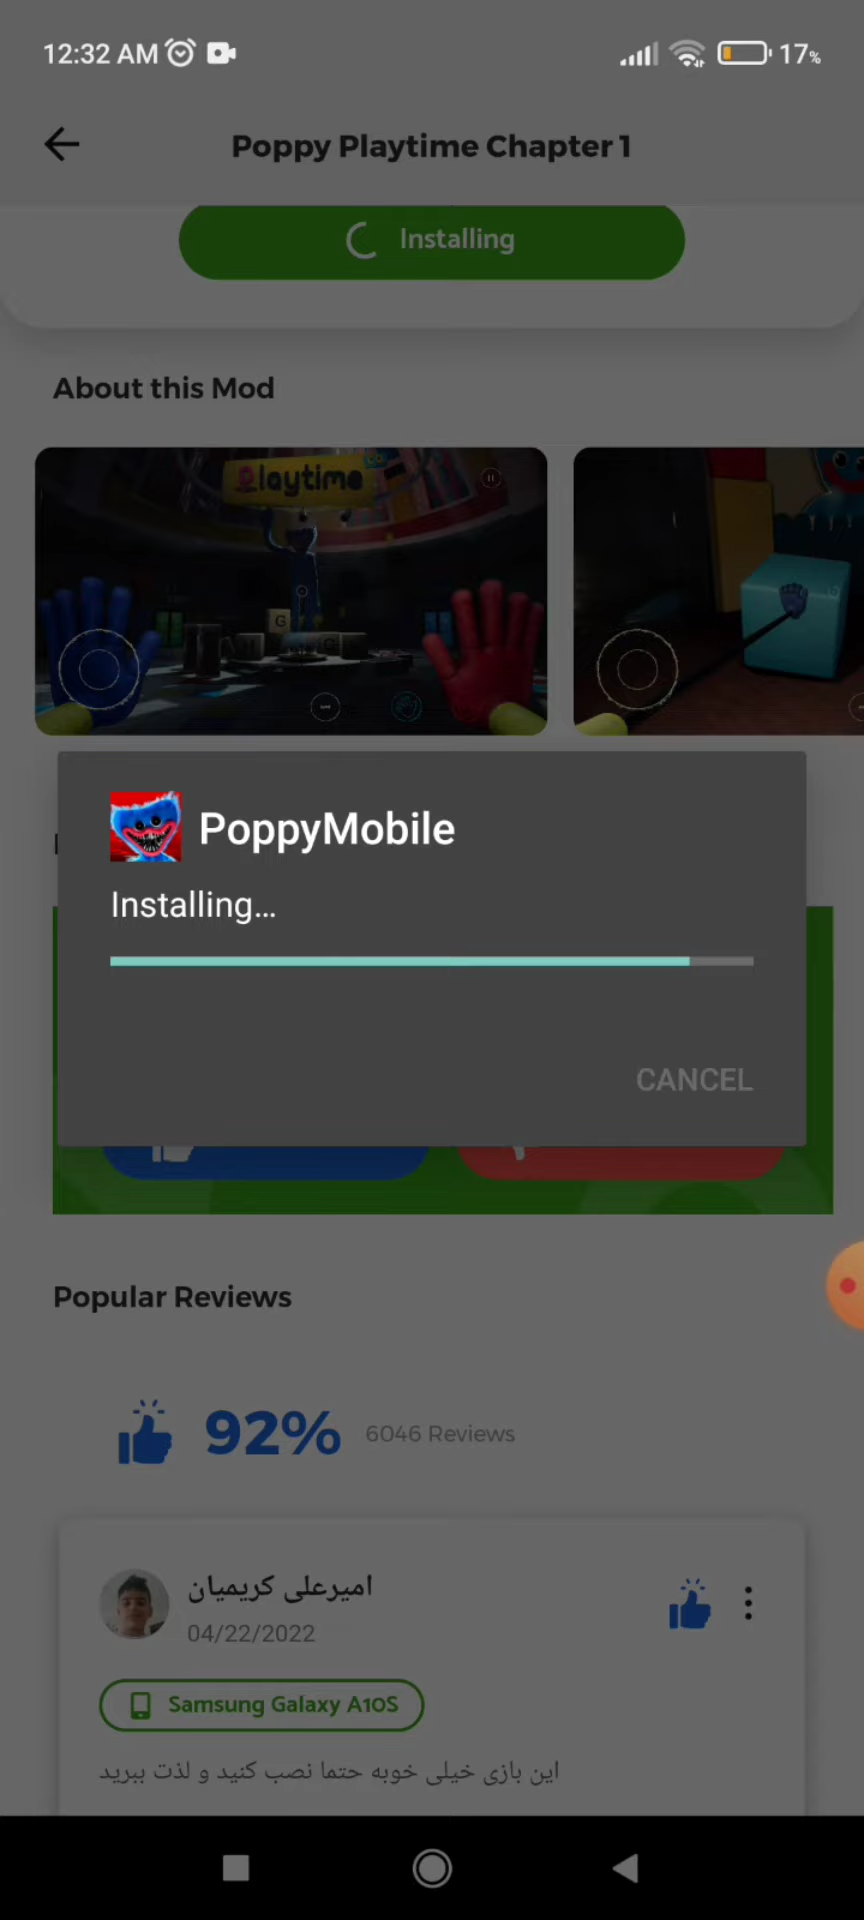 12:32 AM
17%
Poppy Playtime Chapter 1
Installing
About this Mod
Playtime
G
PoppyMobile
Installing...
CANCEL
Popular Reviews
92%
6046 Reviews
امیرعلی کریمیان
04/22/2022
Samsung Galaxy A10S
این بازی خیلی خوبه حتما نصب کنید و لذت ببرید